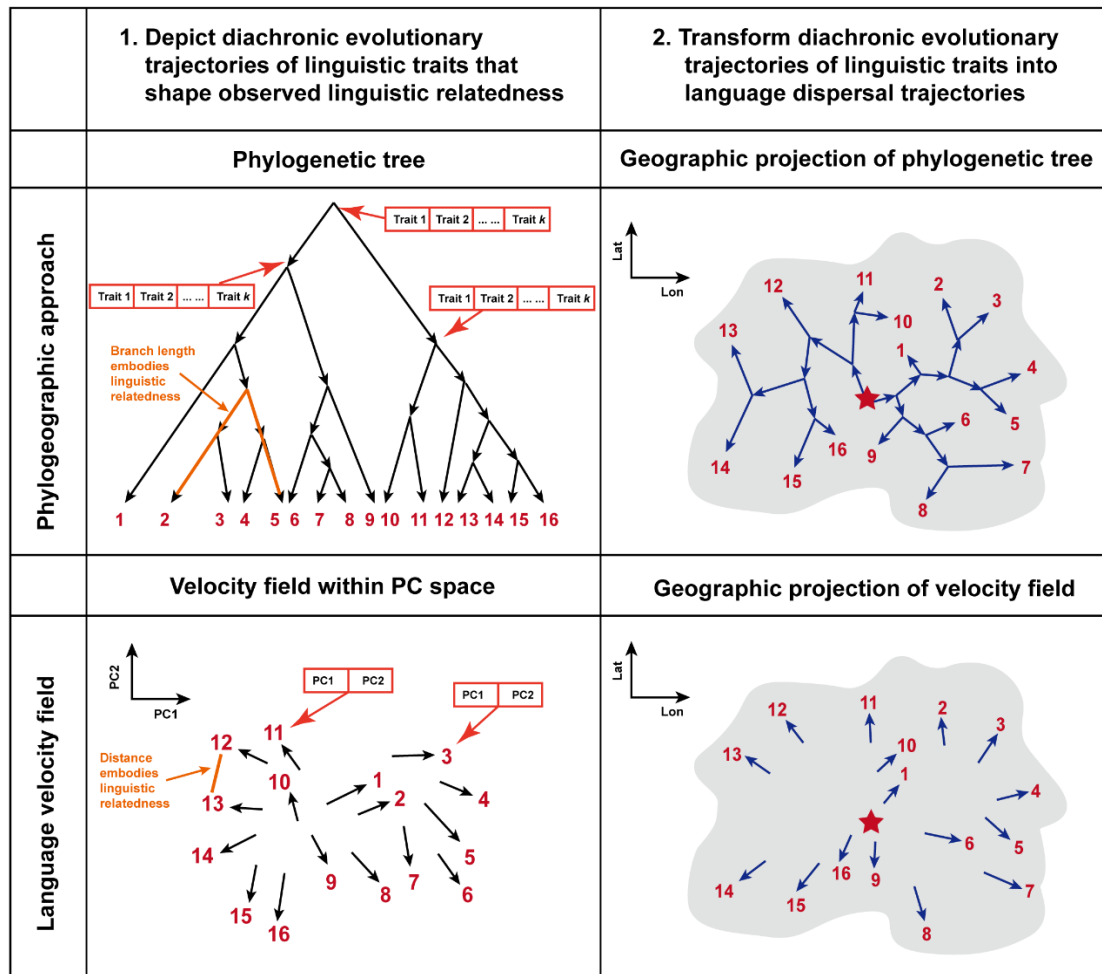 1. Depict diachronic evolutionary
trajectories of linguistic traits that
shape observed linguistic relatedness
2. Transform diachronic evolutionary
trajectories of linguistic traits into
language dispersal trajectories
Phylogenetic tree
Geographic projection of phylogenetic tree
Phylogeographic approach
Trait 1 Trait 2 ... ... Trait k
Trait 1 Trait 2 ... ... Trait k
Trait 1 Trait 2 ... ... Trait k
Branch length
embodies
linguistic
relatedness
1 2 3 4 5 6 7 8 9 10 11 12 13 14 15 16
Lat
Lon
12
11
2
3
13
10
1
4
5
6
16
9
14
15
7
8
Velocity field within PC space
Geographic projection of velocity field
Language velocity field
PC2
PC1
PC1 PC2
PC1 PC2
11
12
3
Distance
embodies
linguistic
relatedness
10
1
2
4
13
14
5
9
8
7
6
15
16
Lat
Lon
12
11
2
3
13
10
1
4
5
6
16
9
14
15
7
8